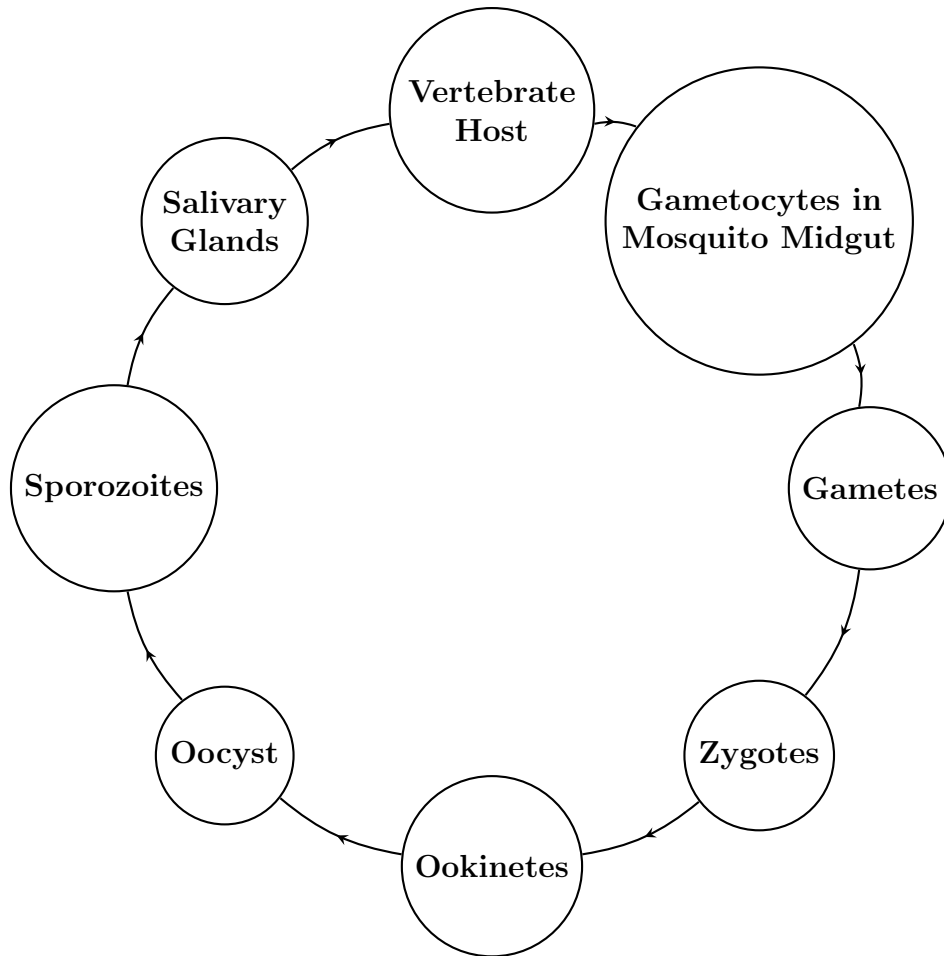 Vertebrate
Host
Gametocytes in
Mosquito Midgut
Gametes
Zygotes
Ookinetes
Oocyst
Sporozoites
Salivary
Glands